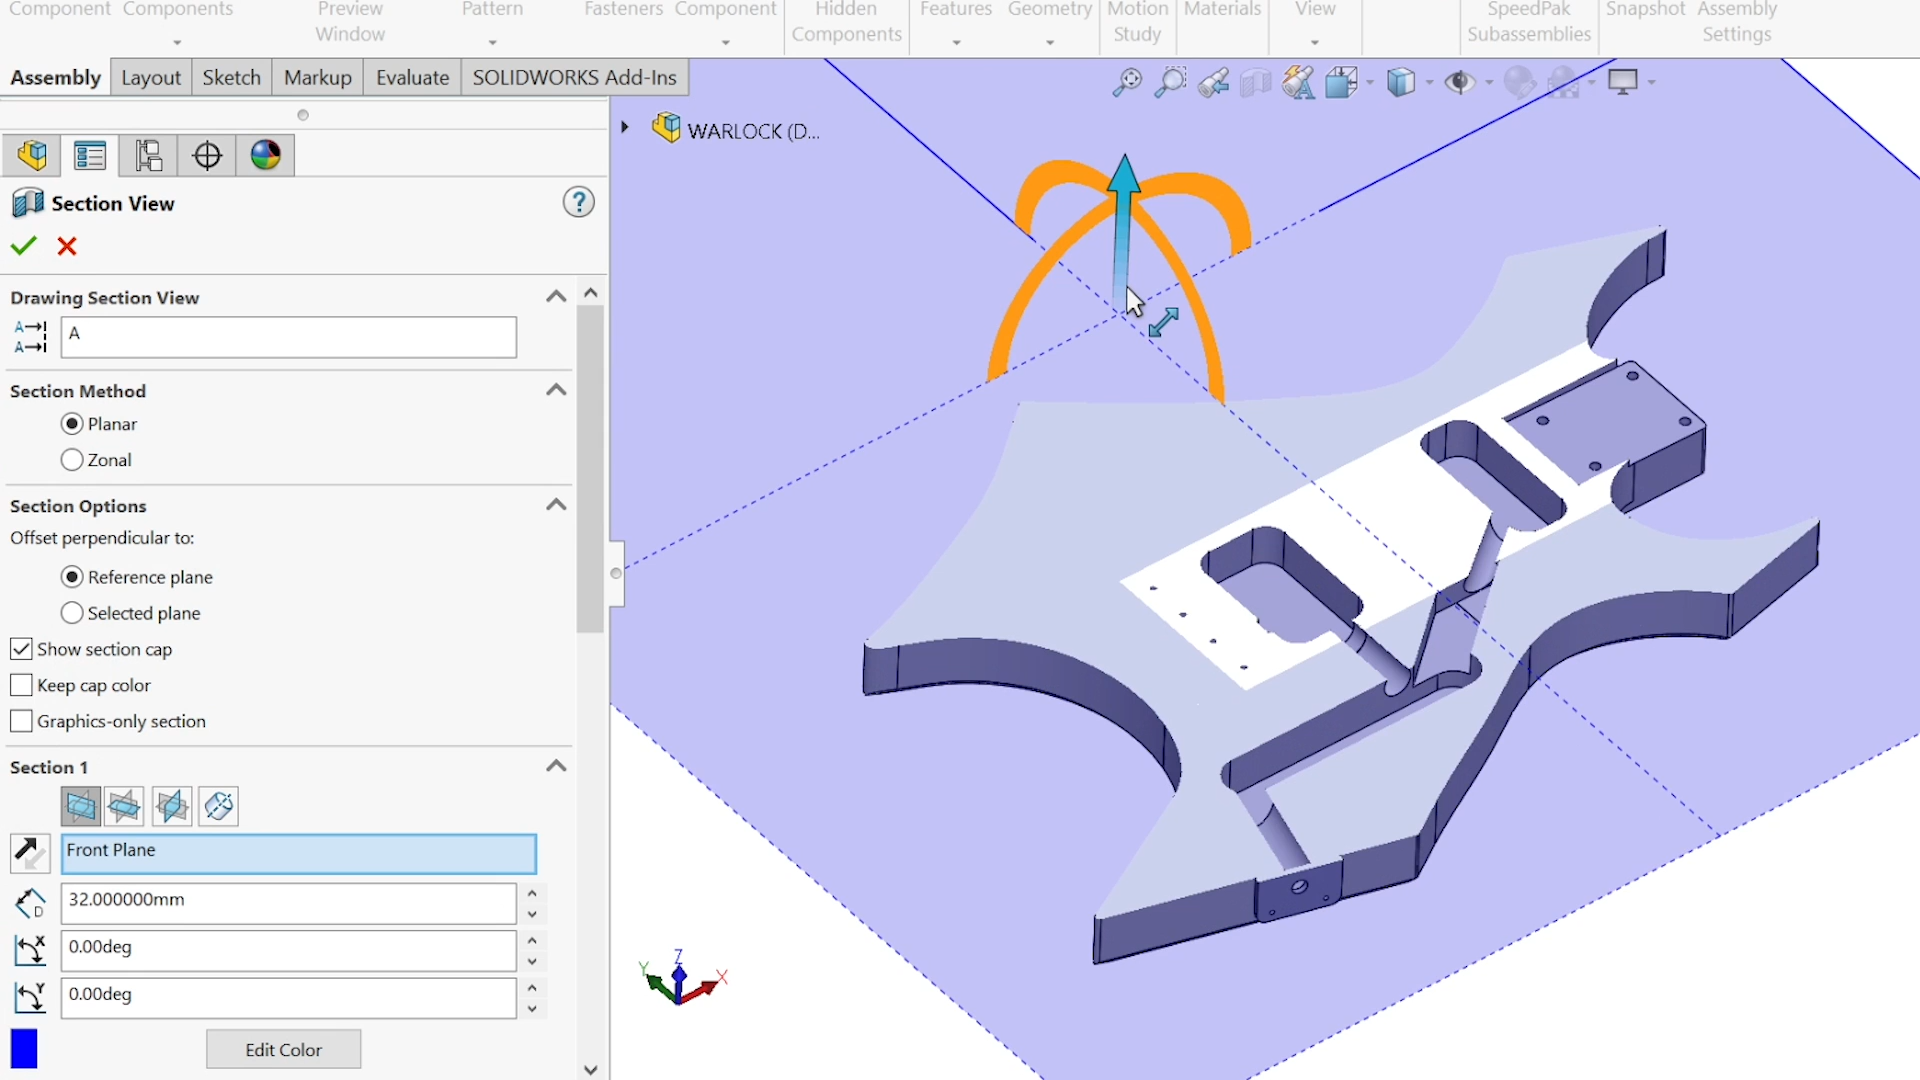 Component Components Preview Pattern Fasteners Component Hidden Features Geometry Motion Materials View SpeedPak Snapshot Assembly
Window Components Study Subassemblies Settings
Assembly Layout Sketch Markup Evaluate SOLIDWORKS Add-Ins
WARLOCK (D...
Section View
?
Drawing Section View
A
A
A
Section Method
Planar
Zonal
Section Options
Offset perpendicular to:
Reference plane
Selected plane
Show section cap
Keep cap color
Graphics-only section
Section 1
Front Plane
D
32.000000mm
X
0.00deg
Y
0.00deg
Edit Color
Z
Y
X